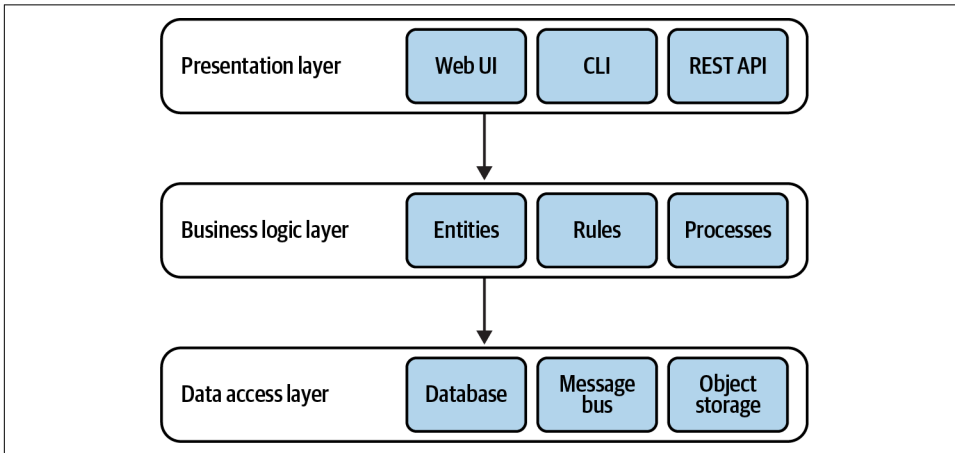 Presentation layer
Web UI
CLI
REST API
Business logic layer
Entities
Rules
Processes
Data access layer
Database
Message
bus
Object
storage